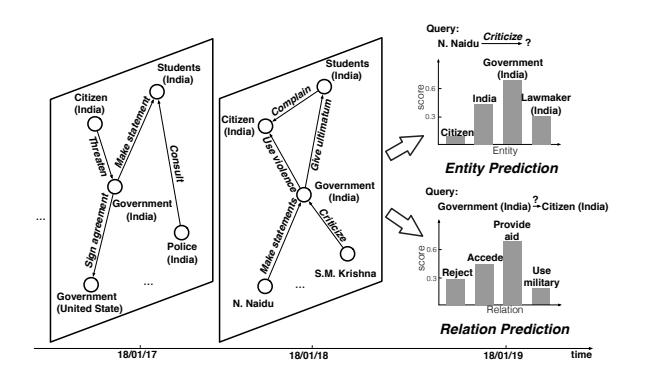 Students
(India)
Citizen
(India)
Threaten
Make statement
Consult
Government
(India)
Sign agreement
Police
(India)
Government
(United State)
...
...
Students
(India)
Complain
Citizen
(India)
Use violence
Give ultimatum
Government
(India)
Make statements
Criticize
S.M. Krishna
N. Naidu
...
Query:
N. Naidu Criticize ?
score
0.6
0.3
Citizen
India
Government
(India)
Lawmaker
(India)
Entity
Entity Prediction
Query:
Government (India) ? Citizen (India)
score
0.6
0.3
Reject
Accede
Provide
aid
Use
military
Relation
Relation Prediction
18/01/17
18/01/18
18/01/19
time